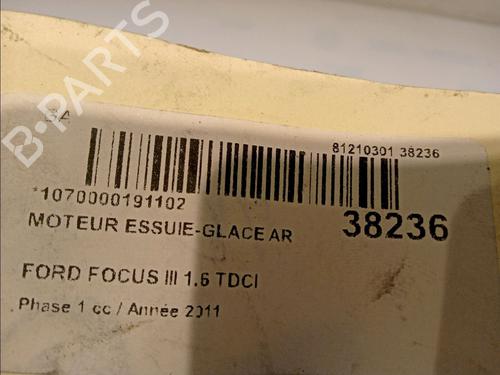 B-PARTS
81210301 38236
*1070000191102
MOTEUR ESSUIE-GLACE AR
38236
FORD FOCUS III 1.6 TDCI
Phase 1 cc / Année 2011